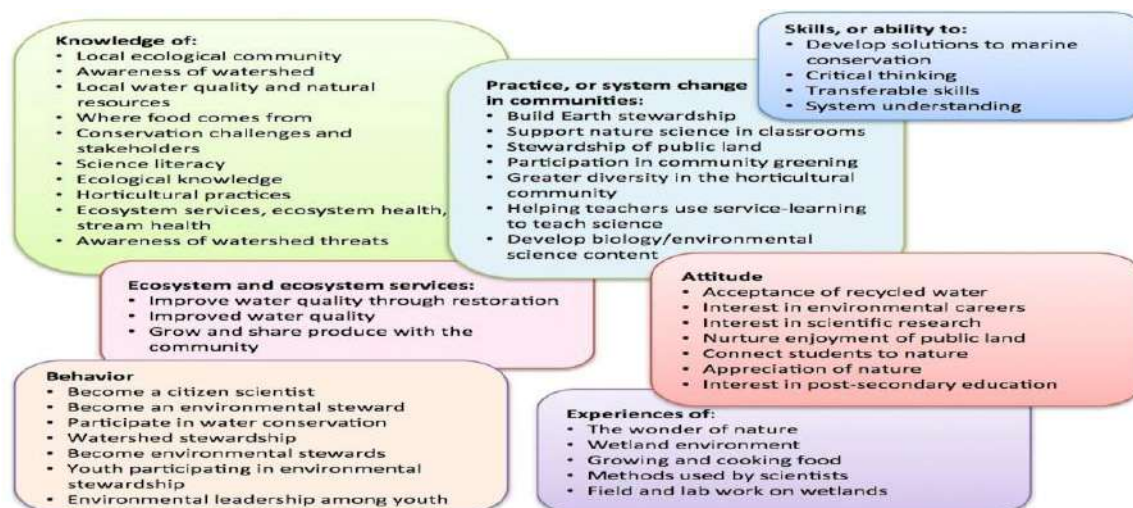 Knowledge of:
• Local ecological community
• Awareness of watershed
• Local water quality and natural
resources
• Where food comes from
• Conservation challenges and
stakeholders
• Science literacy
• Ecological knowledge
• Horticultural practices
• Ecosystem services, ecosystem health,
stream health
• Awareness of watershed threats
Practice, or system change
in communities:
• Build Earth stewardship
• Support nature science in classrooms
• Stewardship of public land
• Participation in community greening
• Greater diversity in the horticultural
community
• Helping teachers use service-learning
to teach science
• Develop biology/environmental
science content
Skills, or ability to:
• Develop solutions to marine
conservation
• Critical thinking
• Transferable skills
• System understanding
Ecosystem and ecosystem services:
• Improve water quality through restoration
• Improved water quality
• Grow and share produce with the
community
Attitude
• Acceptance of recycled water
• Interest in environmental careers
• Interest in scientific research
• Nurture enjoyment of public land
• Connect students to nature
• Appreciation of nature
• Interest in post-secondary education
Behavior
• Become a citizen scientist
• Become an environmental steward
• Participate in water conservation
• Watershed stewardship
• Become environmental stewards
• Youth participating in environmental
stewardship
• Environmental leadership among youth
Experiences of:
• The wonder of nature
• Wetland environment
• Growing and cooking food
• Methods used by scientists
• Field and lab work on wetlands